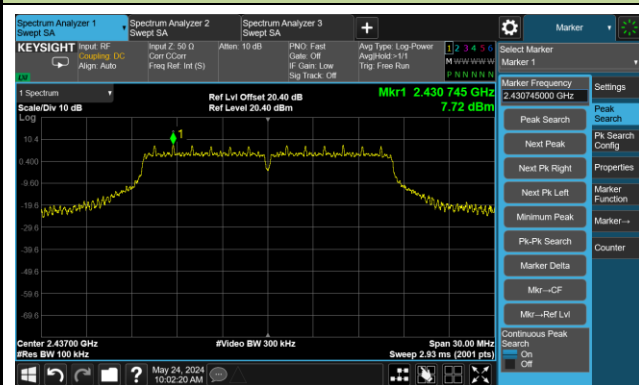 Spectrum Analyzer 1
Swept SA
Spectrum Analyzer 2
Swept SA
Spectrum Analyzer 3
Swept SA
+
Marker
KEYSIGHT
Input: RF
Coupling: DC
Align: Auto
Input Z: 50 Ω
Corr CCorr
Freq Ref: Int (S)
Atten: 10 dB
PNO: Fast
Gate: Off
IF Gain: Low
Sig Track: Off
Avg Type: Log-Power
Avg|Hold:>1/1
Trig: Free Run
1 2 3 4 5 6
M W W W W W
P N N N N N
LVI
Select Marker
Marker 1
1 Spectrum
Scale/Div 10 dB
Log
Ref Lvl Offset 20.40 dB
Ref Level 20.40 dBm
Mkr1 2.430 745 GHz
7.72 dBm
1
10.4
0.400
-9.60
-19.6
-29.6
-39.6
-49.6
-59.6
-69.6
Center 2.43700 GHz
#Res BW 100 kHz
#Video BW 300 kHz
Span 30.00 MHz
Sweep 2.93 ms (2001 pts)
Marker Frequency
2.430745000 GHz
Peak Search
Next Peak
Next Pk Right
Next Pk Left
Minimum Peak
Pk-Pk Search
Marker Delta
Mkr→CF
Mkr→Ref Lvl
Continuous Peak
Search
On
Off
Settings
Peak
Search
Pk Search
Config
Properties
Marker
Function
Marker→
Counter
?
May 24, 2024
10:02:20 AM